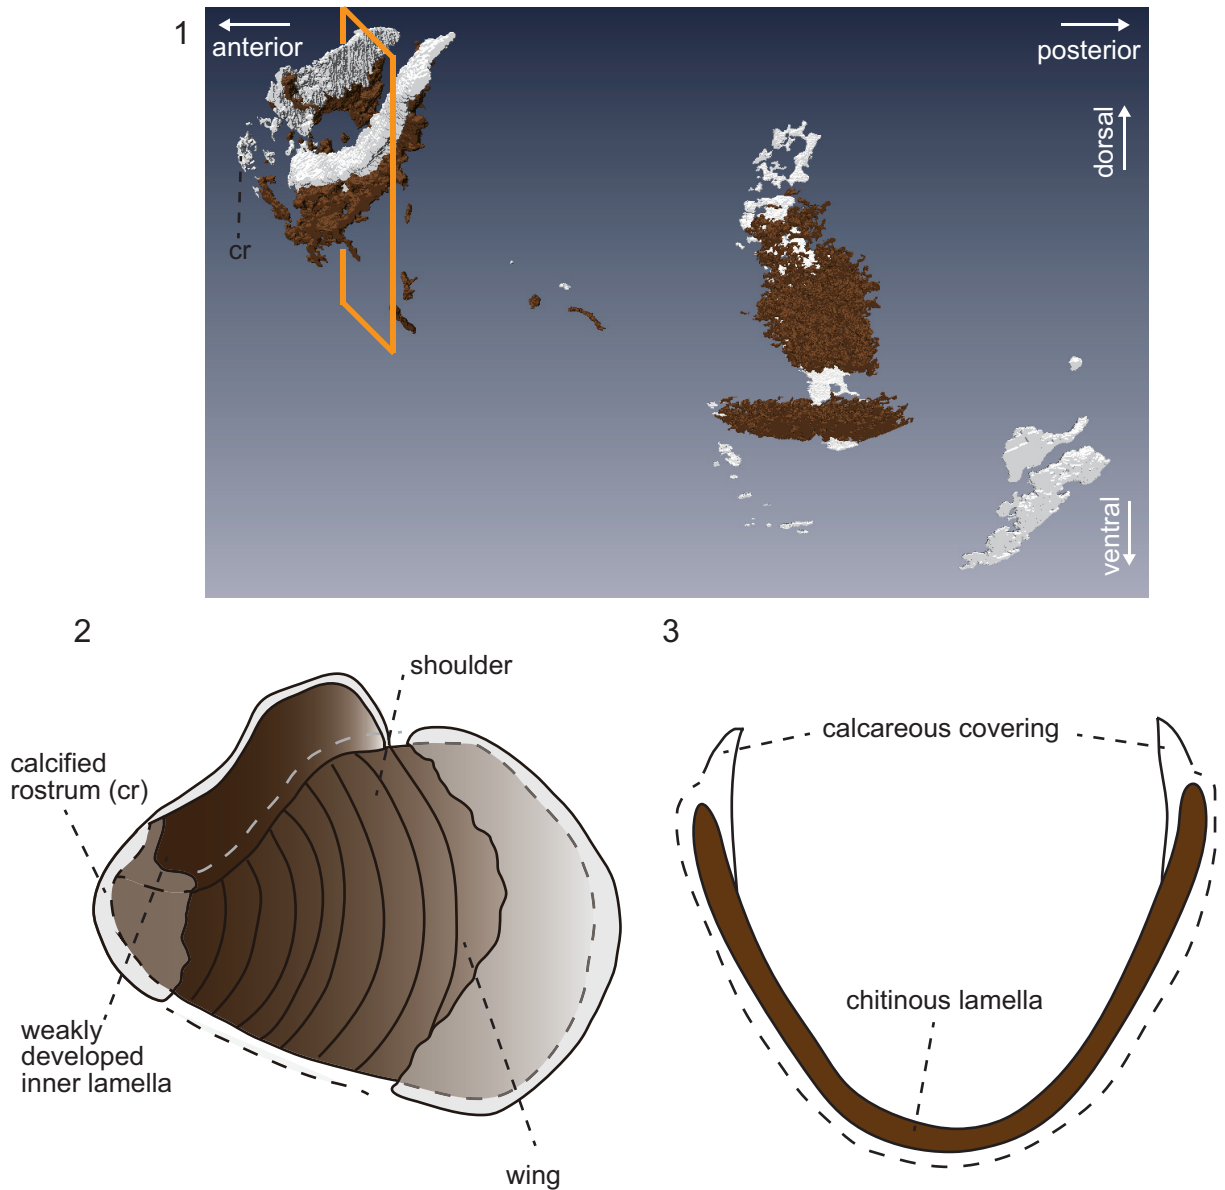 1
anterior
posterior
dorsal
cr
ventral
2
3
shoulder
calcareous covering
calcified
rostrum (cr)
chitinous lamella
weakly
developed
inner lamella
wing